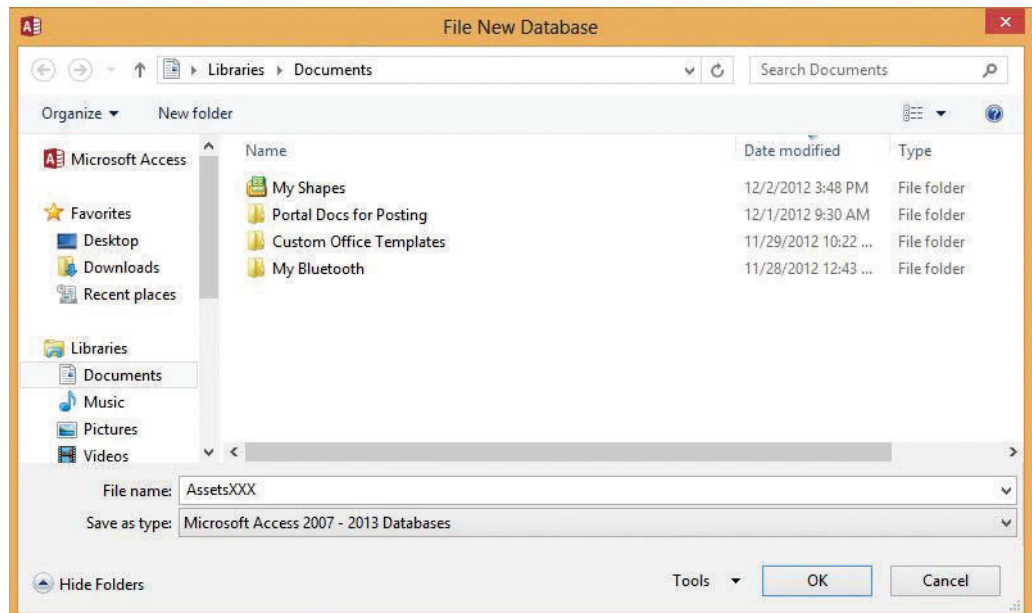 File New Database
Libraries Documents
Search Documents
Organize New folder
Microsoft Access
Favorites
Desktop
Downloads
Recent places
Libraries
Documents
Music
Pictures
Videos
Name Date modified Type
My Shapes 12/2/2012 3:48 PM File folder
Portal Docs for Posting 12/1/2012 9:30 AM File folder
Custom Office Templates 11/29/2012 10:22 ... File folder
My Bluetooth 11/28/2012 12:43 ... File folder
File name: AssetsXXX
Save as type: Microsoft Access 2007 - 2013 Databases
Hide Folders Tools OK Cancel